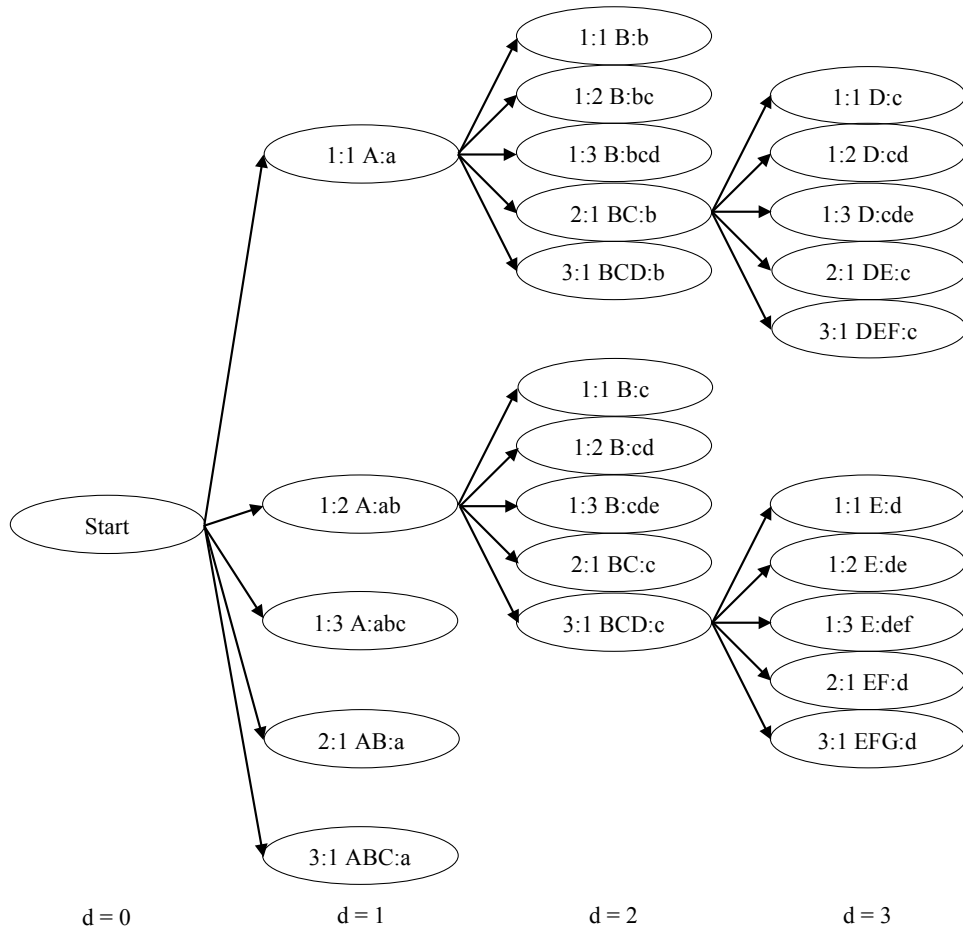 Start
1:1 A:a
1:2 A:ab
1:3 A:abc
2:1 AB:a
3:1 ABC:a
1:1 B:b
1:2 B:bc
1:3 B:bcd
2:1 BC:b
3:1 BCD:b
1:1 B:c
1:2 B:cd
1:3 B:cde
2:1 BC:c
3:1 BCD:c
1:1 D:c
1:2 D:cd
1:3 D:cde
2:1 DE:c
3:1 DEF:c
1:1 E:d
1:2 E:de
1:3 E:def
2:1 EF:d
3:1 EFG:d
d = 0
d = 1
d = 2
d = 3